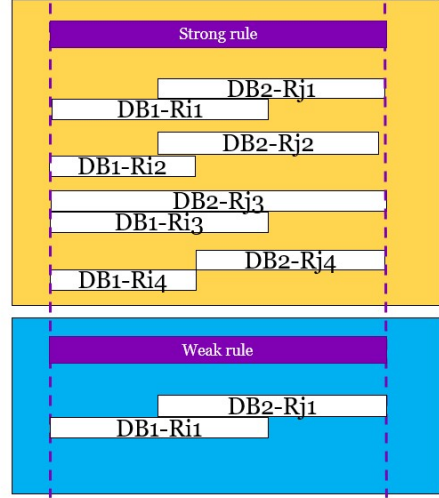 Strong rule
DB2-Rj1
DB1-Ri1
DB2-Rj2
DB1-Ri2
DB2-Rj3
DB1-Ri3
DB2-Rj4
DB1-Ri4
Weak rule
DB2-Rj1
DB1-Ri1